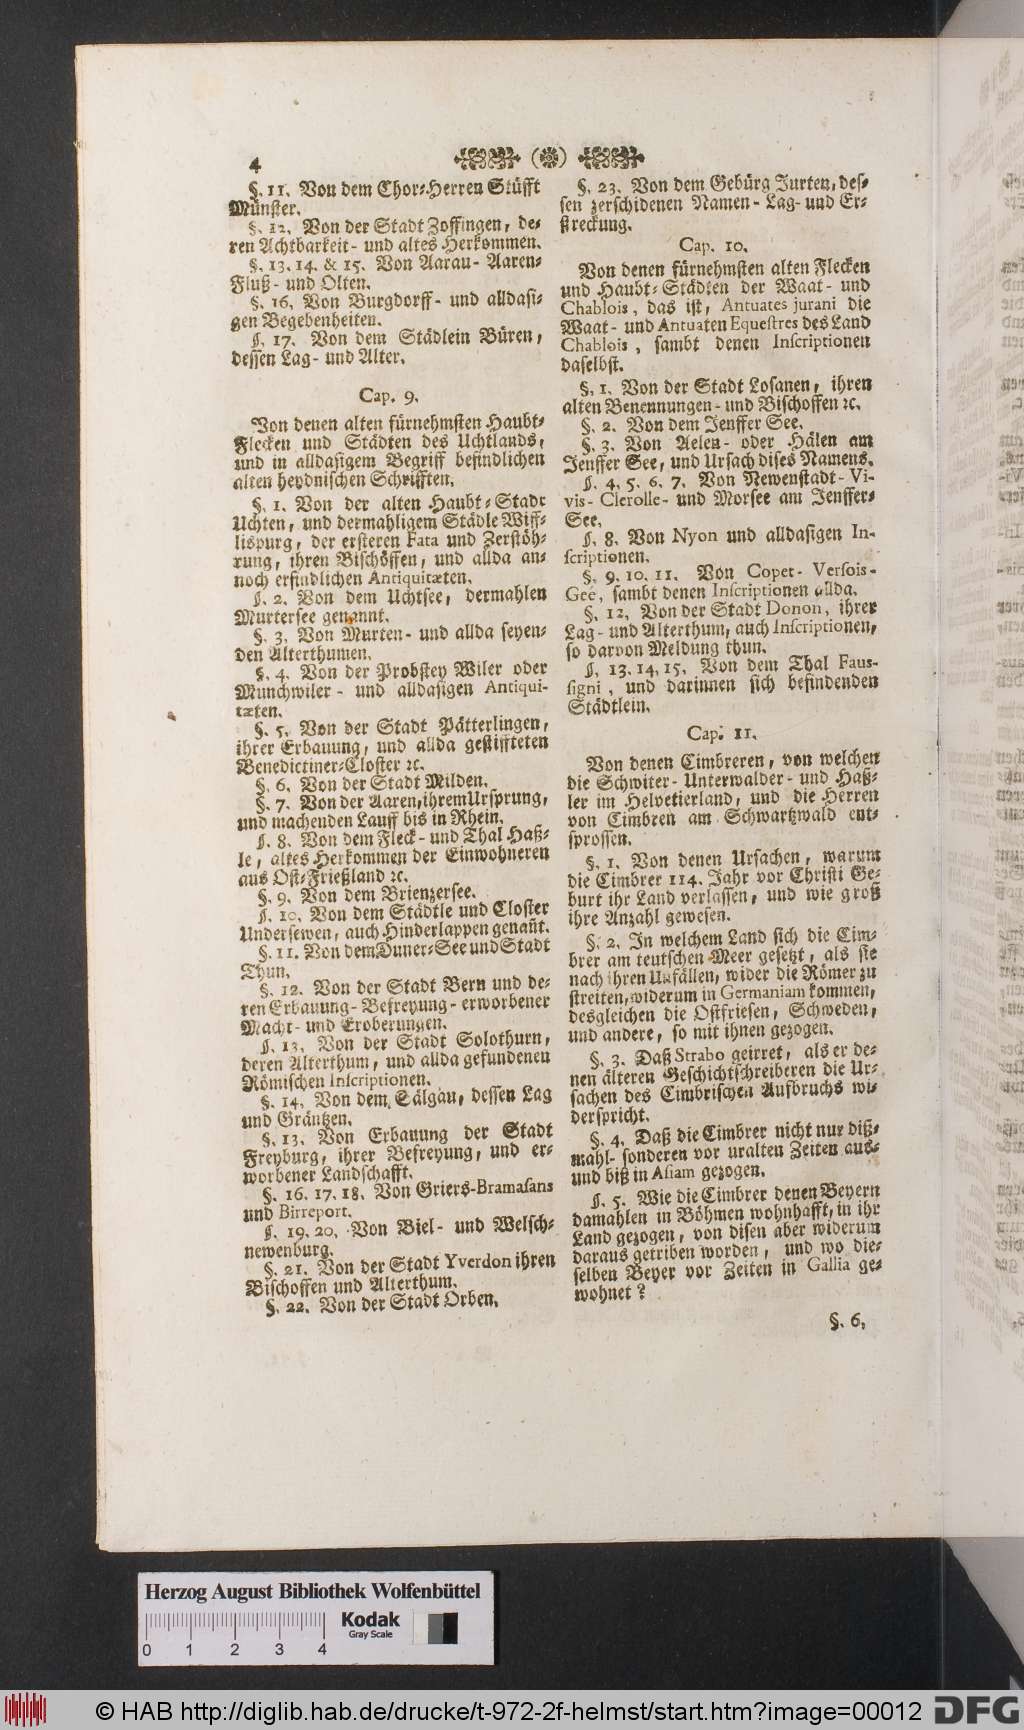 4
§. 11. Von dem Chor-Herren Stüfft
Münster.
§. 12. Von der Stadt Zoffingen, de-
ren Achtbarkeit- und altes Herkommen.
§. 13. 14. & 15. Von Aarau- Aaren-
Fluß- und Olten.
§. 16. Von Burgdorff- und alldasi-
gen Begebenheiten.
§. 17. Von dem Städlein Büren,
dessen Lag- und Alter.
Cap. 9.
Von denen alten fürnehmsten Haubt-
Flecken und Städten des Uchtlands,
und in alldasigem Begriff befindlichen
alten heydnischen Schrifften.
§. 1. Von der alten Haubt-Stadt
Uchten, und dermahligem Städle Wiff-
lispurg, der ersteren Fata und Zerstöh-
rung, ihren Bischöffen, und allda an-
noch erfindlichen Antiquitæten.
§. 2. Von dem Uchtsee, dermahlen
Murtersee genannt.
§. 3. Von Murten- und allda seyen-
den Alterthumen.
§. 4. Von der Probstey Wiler oder
Munchwiler- und alldasigen Antiqui-
tæten.
§. 5. Von der Stadt Pätterlingen,
ihrer Erbauung, und allda gestiffteten
Benedictiner-Closter ꝛc.
§. 6. Von der Stadt Milden.
§. 7. Von der Aaren, ihrem Ursprung,
und machenden Lauff bis in Rhein.
§. 8. Von dem Fleck- und Thal Haß-
le, altes Herkommen der Einwohneren
aus Ost-Frießland ꝛc.
§. 9. Von dem Brienzersee.
§. 10. Von dem Städtle und Closter
Undersewen, auch Hinderlappen genañt.
§. 11. Von dem Duner-See und Stadt
Thun.
§. 12. Von der Stadt Bern und de-
ren Erbauung- Befreyung- erworbener
Macht- und Eroberungen.
§. 13. Von der Stadt Solothurn,
deren Alterthum, und allda gefundenen
Römischen Inscriptionen.
§. 14. Von dem Sälgäu, dessen Lag
und Gräntzen.
§. 13. Von Erbauung der Stadt
Freyburg, ihrer Befreyung, und er-
worbener Landschafft.
§. 16. 17. 18. Von Griers-Bramafans
und Birreport.
§. 19. 20. Von Biel- und Welsch-
newenburg.
§. 21. Von der Stadt Yverdon ihren
Bischoffen und Alterthum.
§. 22. Von der Stadt Orben.
§. 23. Von dem Gebürg Jurten, des-
sen zerschidenen Namen- Lag- und Er-
streckung.
Cap. 10.
Von denen fürnehmsten alten Flecken
und Haubt-Städten der Waat- und
Chablois, das ist, Antuates jurani die
Waat- und Antuaten Equestres des Land
Chablois, sambt denen Inscriptionen
daselbst.
§. 1. Von der Stadt Losanen, ihren
alten Benennungen- und Bischoffen ꝛc.
§. 2. Von dem Jenffer See.
§. 3. Von Aelen- oder Hälen am
Jenffer See, und Ursach dises Namens.
§. 4. 5. 6. 7. Von Newenstadt- Vi-
vis- Clerolle- und Morsee am Jenffer-
See.
§. 8. Von Nyon und alldasigen In-
scriptionen.
§. 9. 10. 11. Von Copet- Versois-
Gee, sambt denen Inscriptionen allda.
§. 12. Von der Stadt Donon, ihrer
Lag- und Alterthum, auch Inscriptionen,
so darvon Meldung thun.
§. 13. 14. 15. Von dem Thal Faus-
signi, und darinnen sich befindenden
Städtlein.
Cap. 11.
Von denen Cimbreren, von welchen
die Schwiter- Unterwalder- und Haß-
ler im Helvetierland, und die Herren
von Cimbren am Schwartzwald ent-
sprossen.
§. 1. Von denen Ursachen, warum
die Cimbrer 114. Jahr vor Christi Ge-
burt ihr Land verlassen, und wie groß
ihre Anzahl gewesen.
§. 2. In welchem Land sich die Cim-
brer am teutschen Meer gesetzt, als sie
nach ihren Unfällen, wider die Römer zu
streiten, widerum in Germaniam kommen,
desgleichen die Ostfriesen, Schweden,
und andere, so mit ihnen gezogen.
§. 3. Daß Strabo geirret, als er de-
nen älteren Geschichtschreiberen die Ur-
sachen des Cimbrischen Aufbruchs wi-
derspricht.
§. 4. Daß die Cimbrer nicht nur diß-
mahl- sonderen vor uralten Zeiten aus-
und biß in Asiam gezogen.
§. 5. Wie die Cimbrer denen Beyern
damahlen in Böhmen wohnhafft, in ihr
Land gezogen, von disen aber widerum
daraus getriben worden, und wo die-
selben Beyer vor Zeiten in Gallia ge-
wohnet?
§. 6.
Herzog August Bibliothek Wolfenbüttel
Kodak
Gray Scale
0 1 2 3 4
© HAB http://diglib.hab.de/drucke/t-972-2f-helmst/start.htm?image=00012
DFG